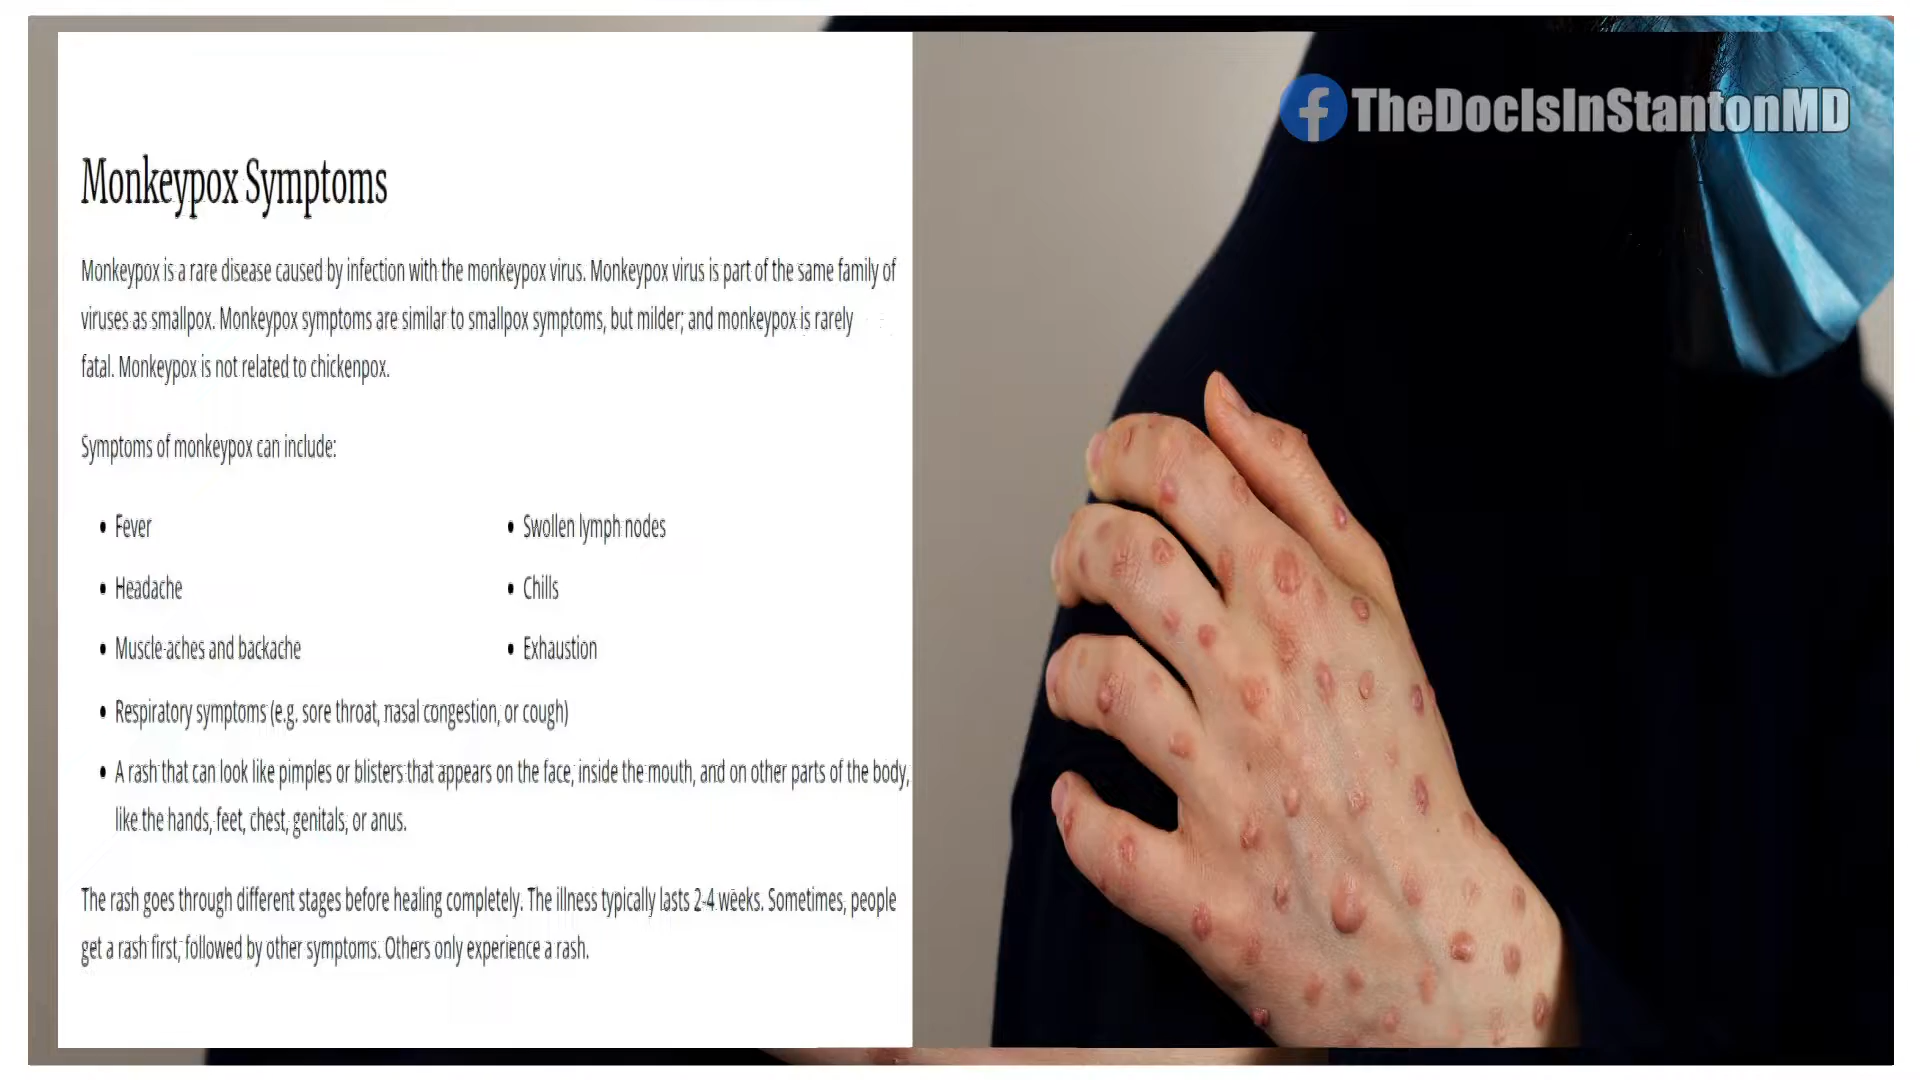 TheDocIsInStantonMD
Monkeypox Symptoms
Monkeypox is a rare disease caused by infection with the monkeypox virus. Monkeypox virus is part of the same family of
viruses as smallpox. Monkeypox symptoms are similar to smallpox symptoms, but milder; and monkeypox is rarely
fatal. Monkeypox is not related to chickenpox.
Symptoms of monkeypox can include:
• Fever
• Swollen lymph nodes
• Headache
• Chills
• Muscle aches and backache
• Exhaustion
• Respiratory symptoms (e.g. sore throat, nasal congestion, or cough)
• A rash that can look like pimples or blisters that appears on the face, inside the mouth, and on other parts of the body,
like the hands, feet, chest, genitals, or anus.
The rash goes through different stages before healing completely. The illness typically lasts 2-4 weeks. Sometimes, people
get a rash first, followed by other symptoms. Others only experience a rash.